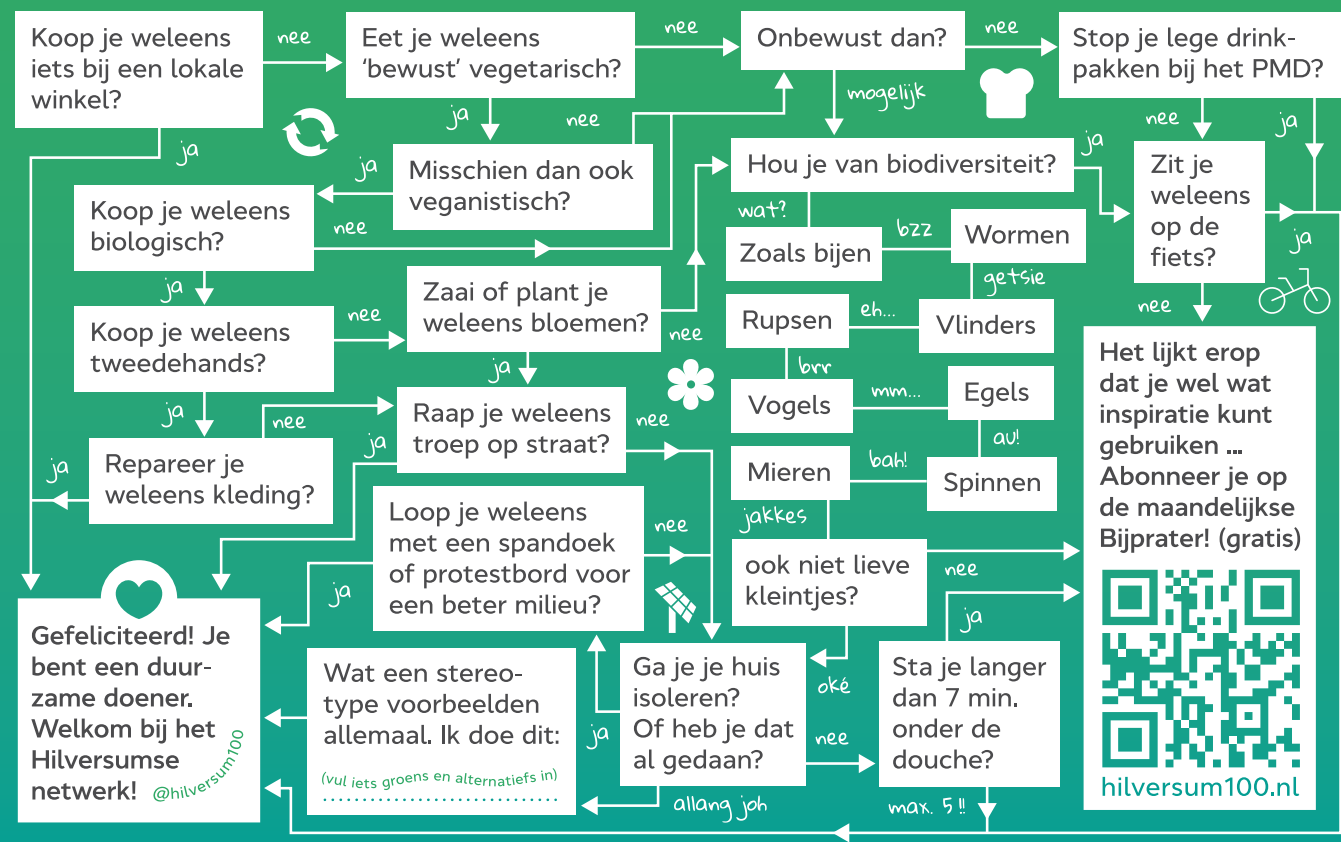 Koop je weleens
iets bij een lokale
winkel?
nee
ja
Eet je weleens
'bewust' vegetarisch?
nee
ja
Onbewust dan?
nee
mogelijk
Stop je lege drink-
pakken bij het PMD?
nee
ja
Misschien dan ook
veganistisch?
nee
ja
Hou je van biodiversiteit?
ja
wat?
Zit je
weleens
op de
fiets?
ja
nee
Koop je weleens
biologisch?
nee
ja
Zoals bijen
bzz
Wormen
getsie
Vlinders
eh...
Rupsen
brr
Vogels
mm...
Egels
au!
Spinnen
bah!
Mieren
jakkes
ook niet lieve
kleintjes?
nee
oké
Koop je weleens
tweedehands?
nee
ja
Zaai of plant je
weleens bloemen?
nee
ja
Raap je weleens
troep op straat?
nee
ja
Repareer je
weleens kleding?
nee
ja
Loop je weleens
met een spandoek
of protestbord voor
een beter milieu?
nee
ja
Ga je je huis
isoleren?
Of heb je dat
al gedaan?
ja
nee
allang joh
Sta je langer
dan 7 min.
onder de
douche?
ja
max. 5 !!
Wat een stereo-
type voorbeelden
allemaal. Ik doe dit:
(vul iets groens en alternatiefs in)
..............................
Gefeliciteerd! Je
bent een duur-
zame doener.
Welkom bij het
Hilversumse
netwerk!
@hilversum100
Het lijkt erop
dat je wel wat
inspiratie kunt
gebruiken ...
Abonneer je op
de maandelijkse
Bijprater! (gratis)
hilversum100.nl